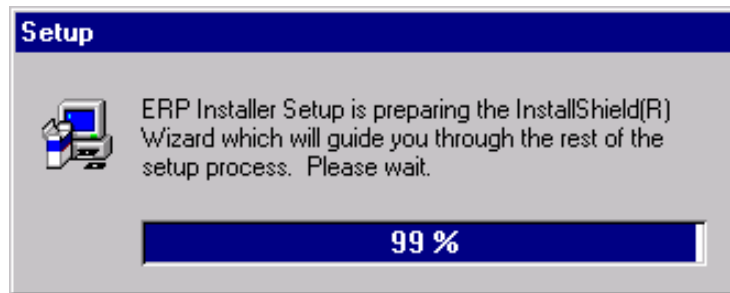 Setup
ERP Installer Setup is preparing the InstallShield(R)
Wizard which will guide you through the rest of the
setup process.  Please wait.
99 %